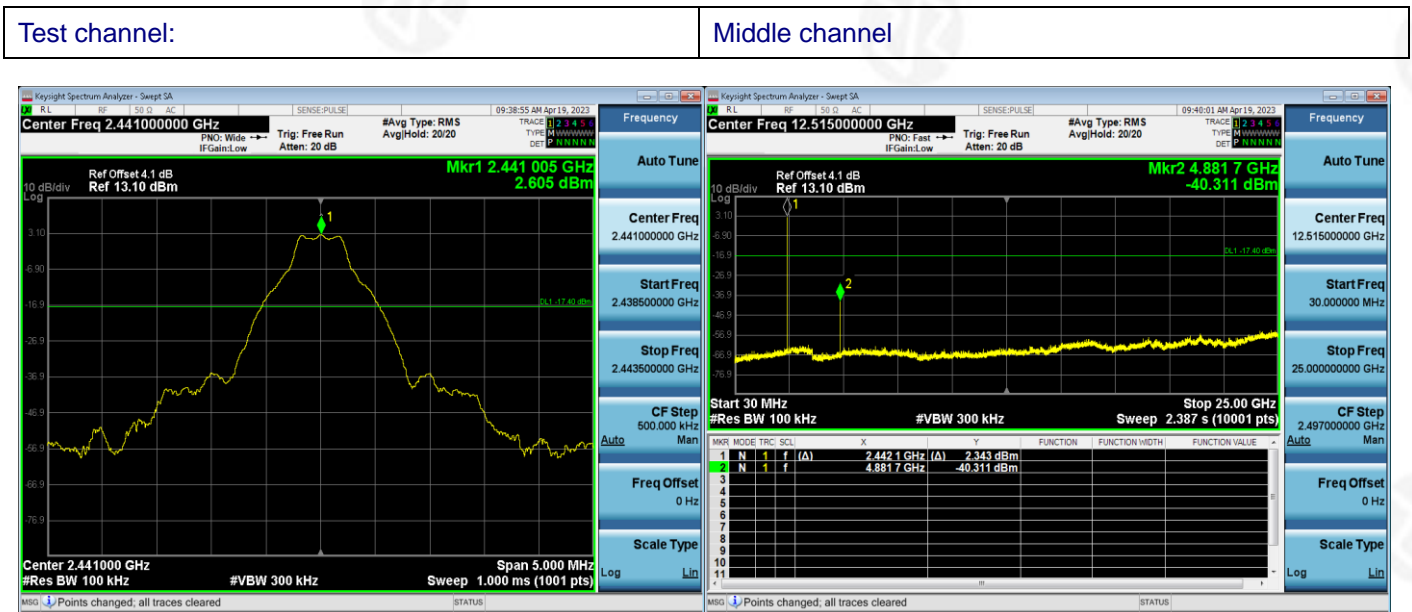 Test channel: Middle channel
Keysight Spectrum Analyzer - Swept SA
RL RF 50 Ω AC SENSE:PULSE 09:38:55 AM Apr 19, 2023
Center Freq 2.441000000 GHz
PNO: Wide
IFGain:Low
Trig: Free Run
Atten: 20 dB
#Avg Type: RMS
Avg|Hold: 20/20
TRACE 1 2 3 4 5 6
TYPE M W W W W W
DET P N N N N N
Mkr1 2.441 005 GHz
2.605 dBm
Ref Offset 4.1 dB
10 dB/div Ref 13.10 dBm
Log
1
3.10
-6.90
-16.9
DL1 -17.40 dBm
-26.9
-36.9
-46.9
-56.9
-66.9
-76.9
Center 2.441000 GHz Span 5.000 MHz
#Res BW 100 kHz #VBW 300 kHz Sweep 1.000 ms (1001 pts)
MSG Points changed; all traces cleared STATUS
Frequency
Auto Tune
Center Freq
2.441000000 GHz
Start Freq
2.438500000 GHz
Stop Freq
2.443500000 GHz
CF Step
500.000 kHz
Auto Man
Freq Offset
0 Hz
Scale Type
Log Lin
Keysight Spectrum Analyzer - Swept SA
RL RF 50 Ω AC SENSE:PULSE 09:40:01 AM Apr 19, 2023
Center Freq 12.515000000 GHz
PNO: Fast
IFGain:Low
Trig: Free Run
Atten: 20 dB
#Avg Type: RMS
Avg|Hold: 20/20
TRACE 1 2 3 4 5 6
TYPE M W W W W W
DET P N N N N N
Mkr2 4.881 7 GHz
-40.311 dBm
Ref Offset 4.1 dB
10 dB/div Ref 13.10 dBm
Log
1
3.10
-6.90
-16.9
DL1 -17.40 dBm
-26.9
2
-36.9
-46.9
-56.9
-66.9
-76.9
Start 30 MHz Stop 25.00 GHz
#Res BW 100 kHz #VBW 300 kHz Sweep 2.387 s (10001 pts)
MKR MODE TRC SCL X Y FUNCTION FUNCTION WIDTH FUNCTION VALUE
1 N 1 f (Δ) 2.442 1 GHz (Δ) 2.343 dBm
2 N 1 f 4.881 7 GHz -40.311 dBm
3
4
5
6
7
8
9
10
11
MSG Points changed; all traces cleared STATUS
Frequency
Auto Tune
Center Freq
12.515000000 GHz
Start Freq
30.000000 MHz
Stop Freq
25.000000000 GHz
CF Step
2.497000000 GHz
Auto Man
Freq Offset
0 Hz
Scale Type
Log Lin